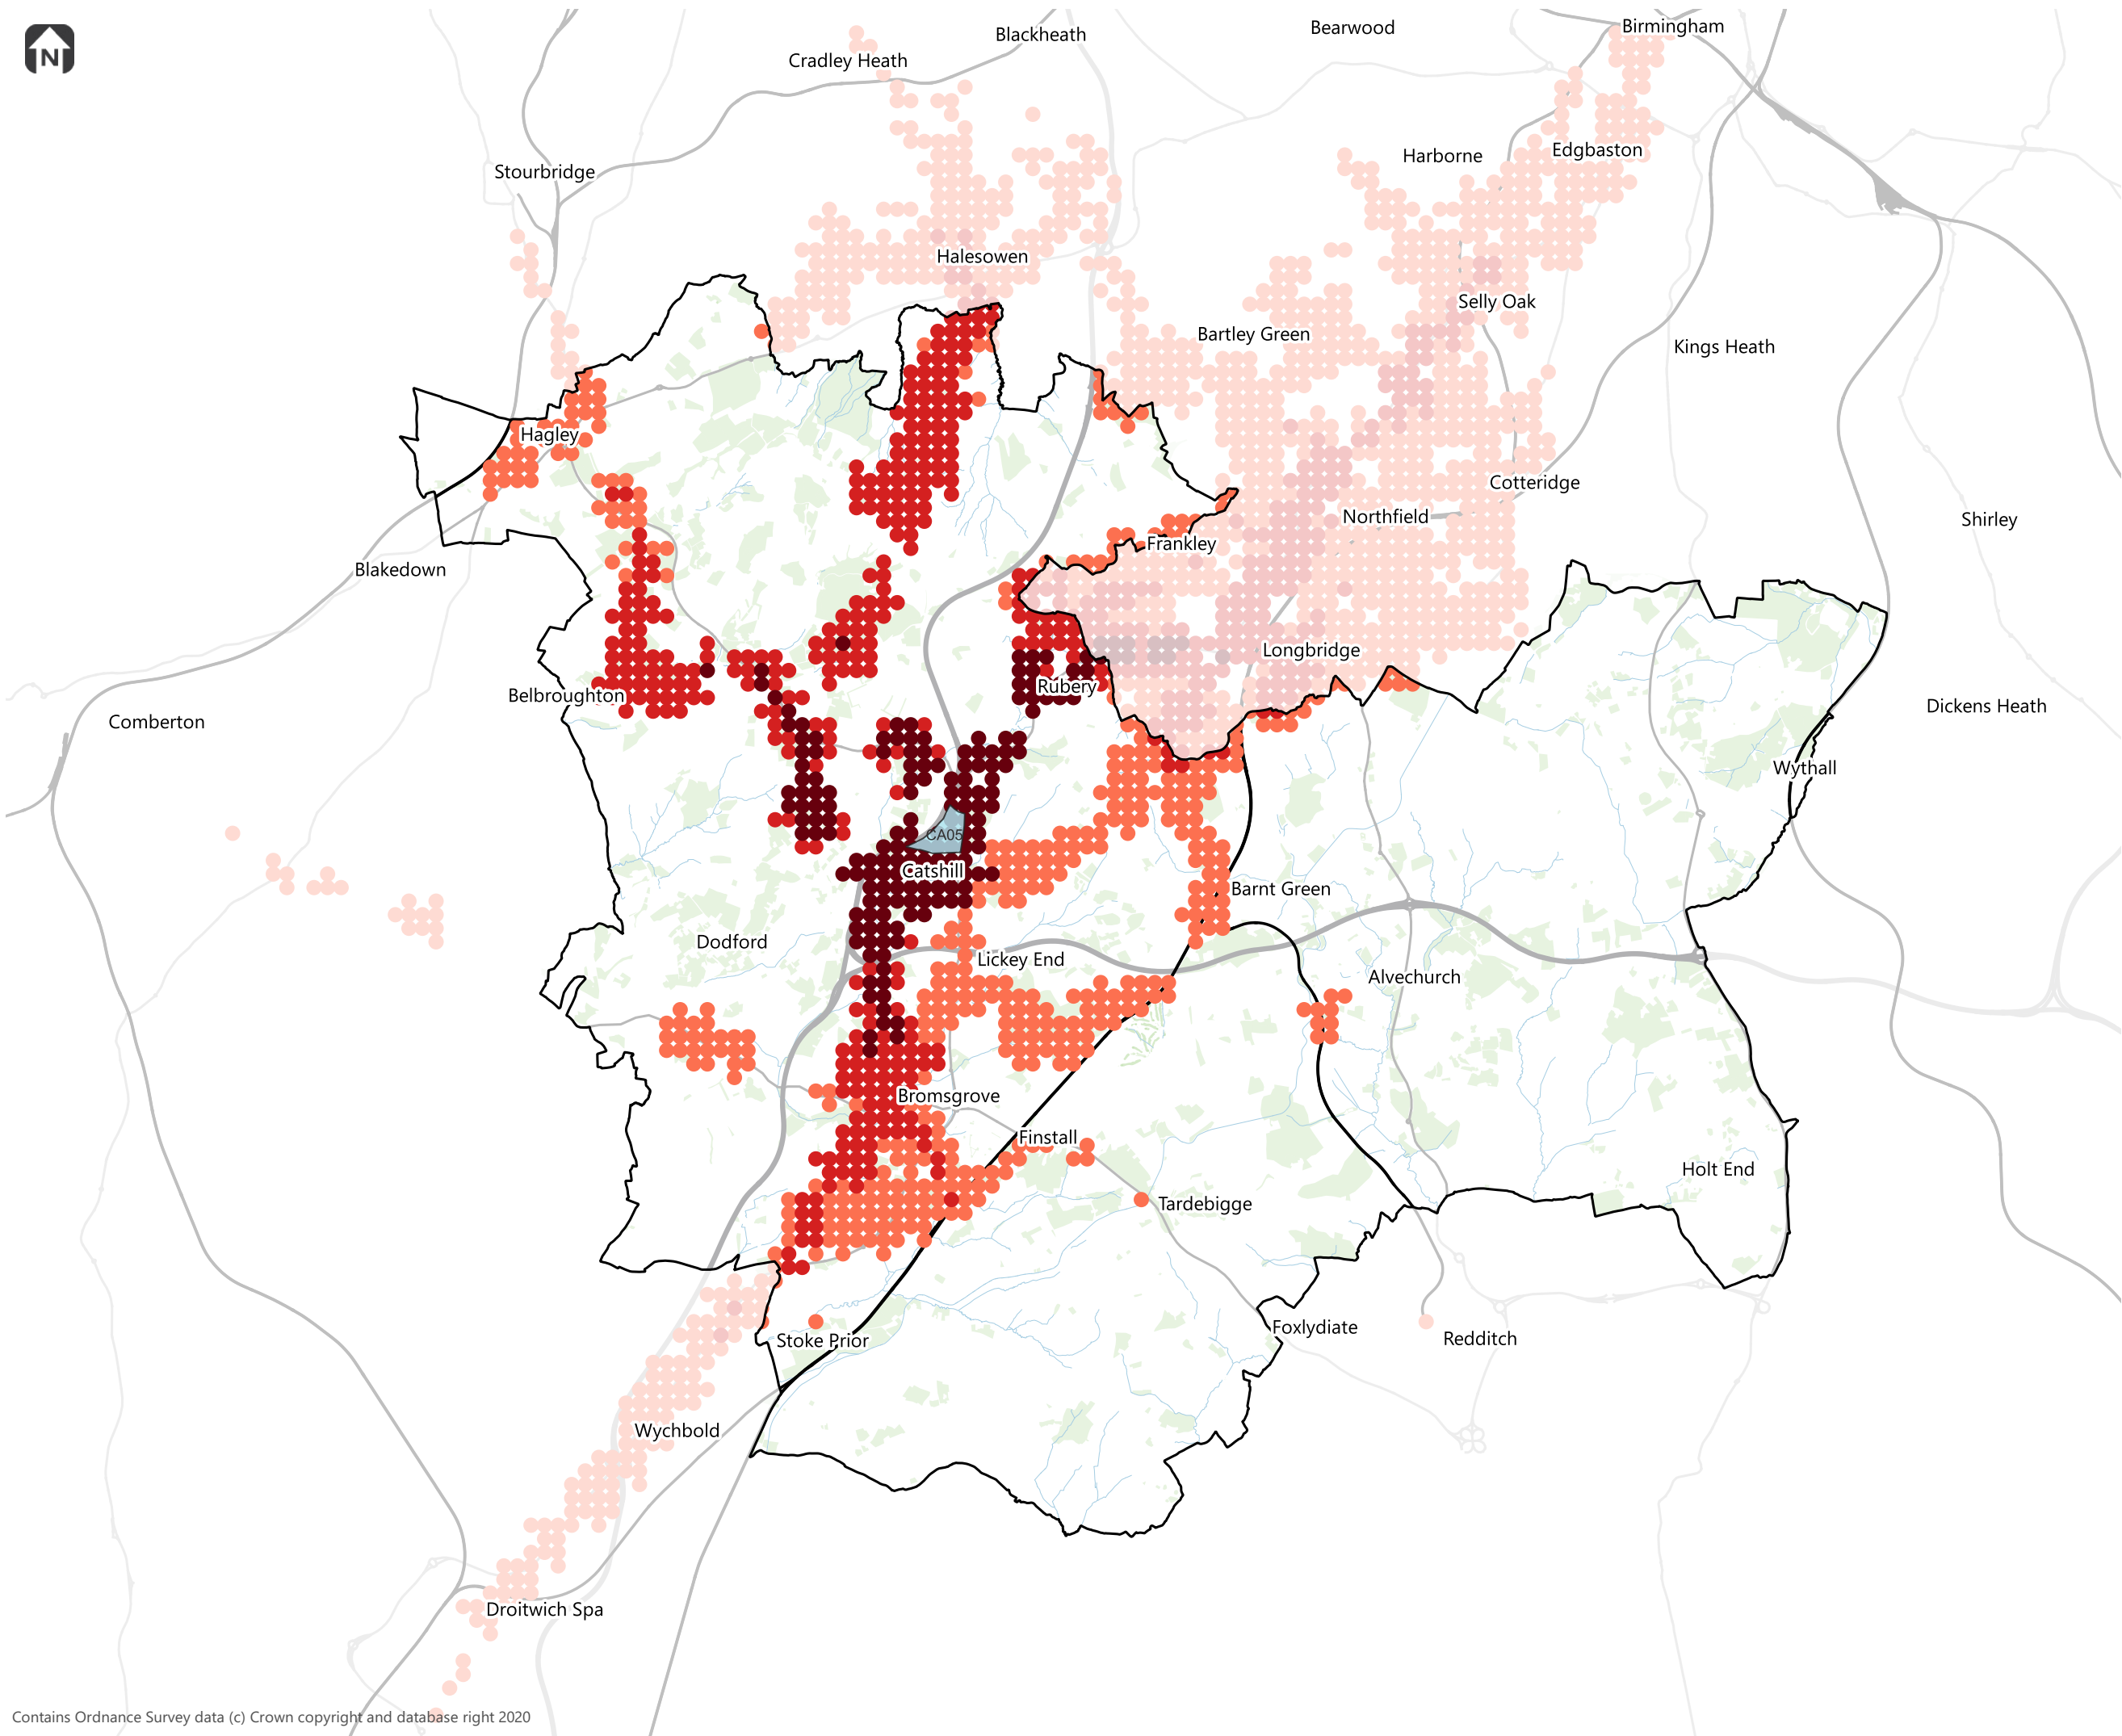 N
Birmingham
Bearwood
Blackheath
Cradley Heath
Harborne
Edgbaston
Stourbridge
Halesowen
Selly Oak
Bartley Green
Kings Heath
Hagley
Cotteridge
Northfield
Shirley
Frankley
Blakedown
Longbridge
Rubery
Belbroughton
Dickens Heath
Comberton
Wythall
CA05
Catshill
Barnt Green
Dodford
Lickey End
Alvechurch
Bromsgrove
Finstall
Holt End
Tardebigge
Foxlydiate
Redditch
Stoke Prior
Wychbold
Droitwich Spa
Contains Ordnance Survey data (c) Crown copyright and database right 2020